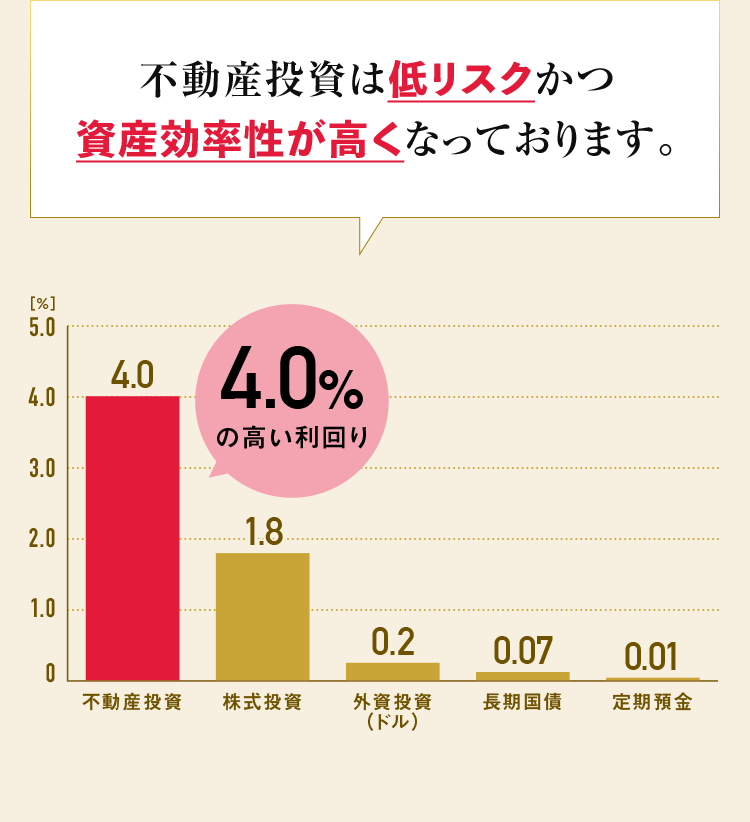 不動産投資は低リスクかつ
資産効率性が高くなっております。
[%]
5.0
4.0
3.0
2.0
1.0
0
4.0
4.0%
の高い利回り
1.8
0.2
0.07
0.01
不動産投資
株式投資
外資投資
（ドル）
長期国債
定期預金